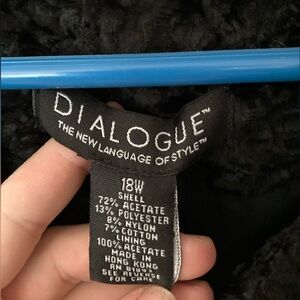 DIALOGUE™
THE NEW LANGUAGE OF STYLE™
18W
SHELL
72% ACETATE
13% POLYESTER
8% NYLON
7% COTTON
LINING
100% ACETATE
MADE IN
HONG KONG
RN
SEE REVERSE
FOR CARE